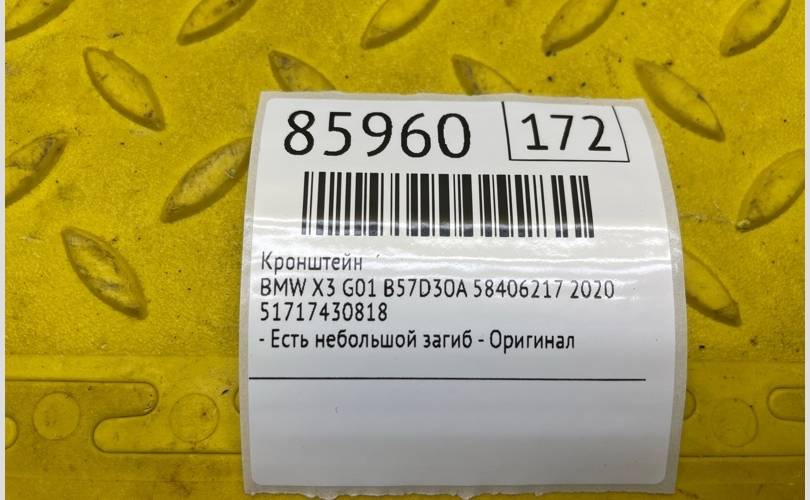 85960
172
Кронштейн
BMW X3 G01 B57D30A 58406217 2020
51717430818
- Есть небольшой загиб - Оригинал